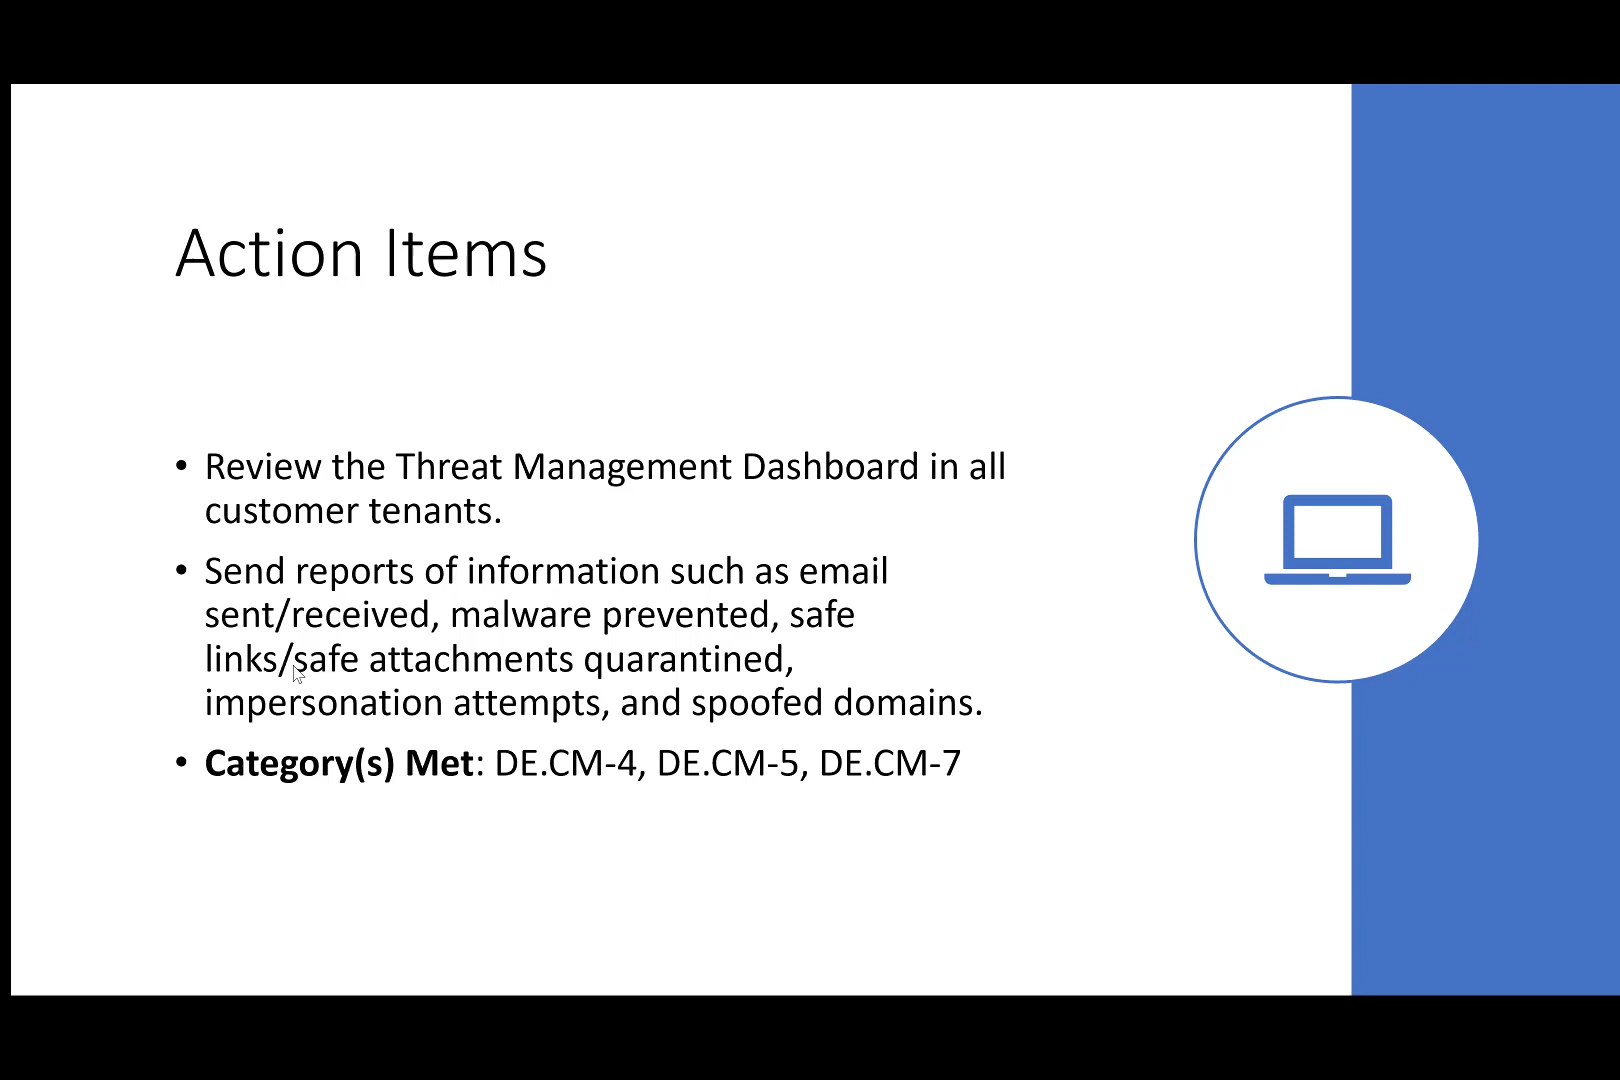 Action Items
• Review the Threat Management Dashboard in all
customer tenants.
• Send reports of information such as email
sent/received, malware prevented, safe
links/safe attachments quarantined,
impersonation attempts, and spoofed domains.
• Category(s) Met: DE.CM-4, DE.CM-5, DE.CM-7